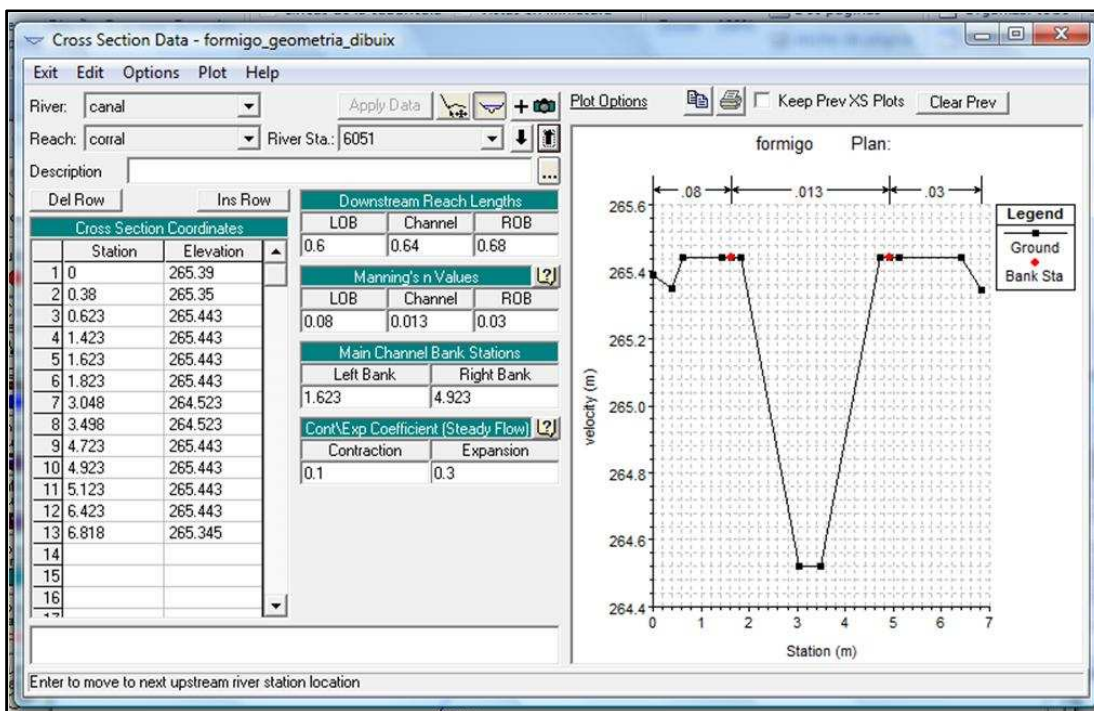 Cross Section Data - formigo_geometria_dibuix
Exit Edit Options Plot Help
River: canal Apply Data
Reach: corral River Sta.: 6051
Description ...
Del Row Ins Row
Cross Section Coordinates
Station Elevation
1 0 265.39
2 0.38 265.35
3 0.623 265.443
4 1.423 265.443
5 1.623 265.443
6 1.823 265.443
7 3.048 264.523
8 3.498 264.523
9 4.723 265.443
10 4.923 265.443
11 5.123 265.443
12 6.423 265.443
13 6.818 265.345
14
15
16
17
Downstream Reach Lengths
LOB Channel ROB
0.6 0.64 0.68
Manning's n Values
LOB Channel ROB
0.08 0.013 0.03
Main Channel Bank Stations
Left Bank Right Bank
1.623 4.923
Cont\Exp Coefficient (Steady Flow)
Contraction Expansion
0.1 0.3
Plot Options Keep Prev XS Plots Clear Prev
formigo Plan:
.08 .013 .03
265.6
265.4
265.2
265.0
264.8
264.6
264.4
velocity (m)
0 1 2 3 4 5 6 7
Station (m)
Legend
Ground
Bank Sta
Enter to move to next upstream river station location